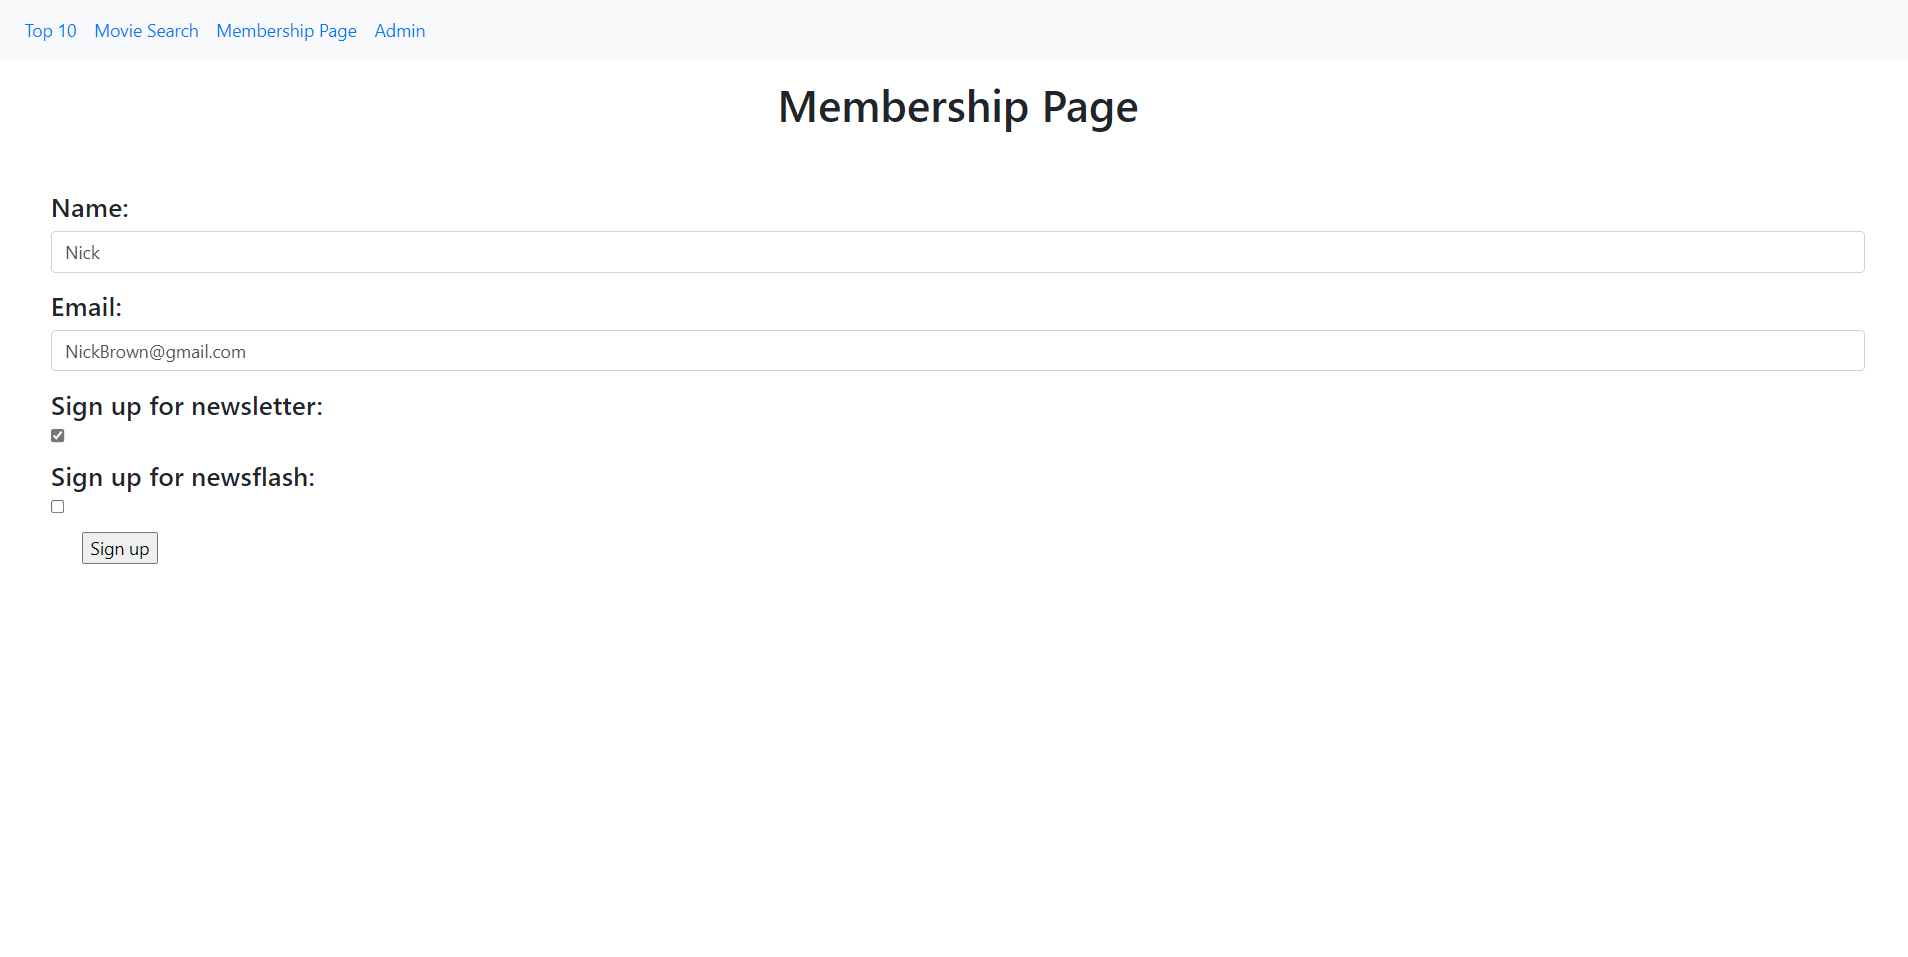 Top 10 Movie Search Membership Page Admin
Membership Page
Name:
Nick
Email:
NickBrown@gmail.com
Sign up for newsletter:
Sign up for newsflash:
Sign up